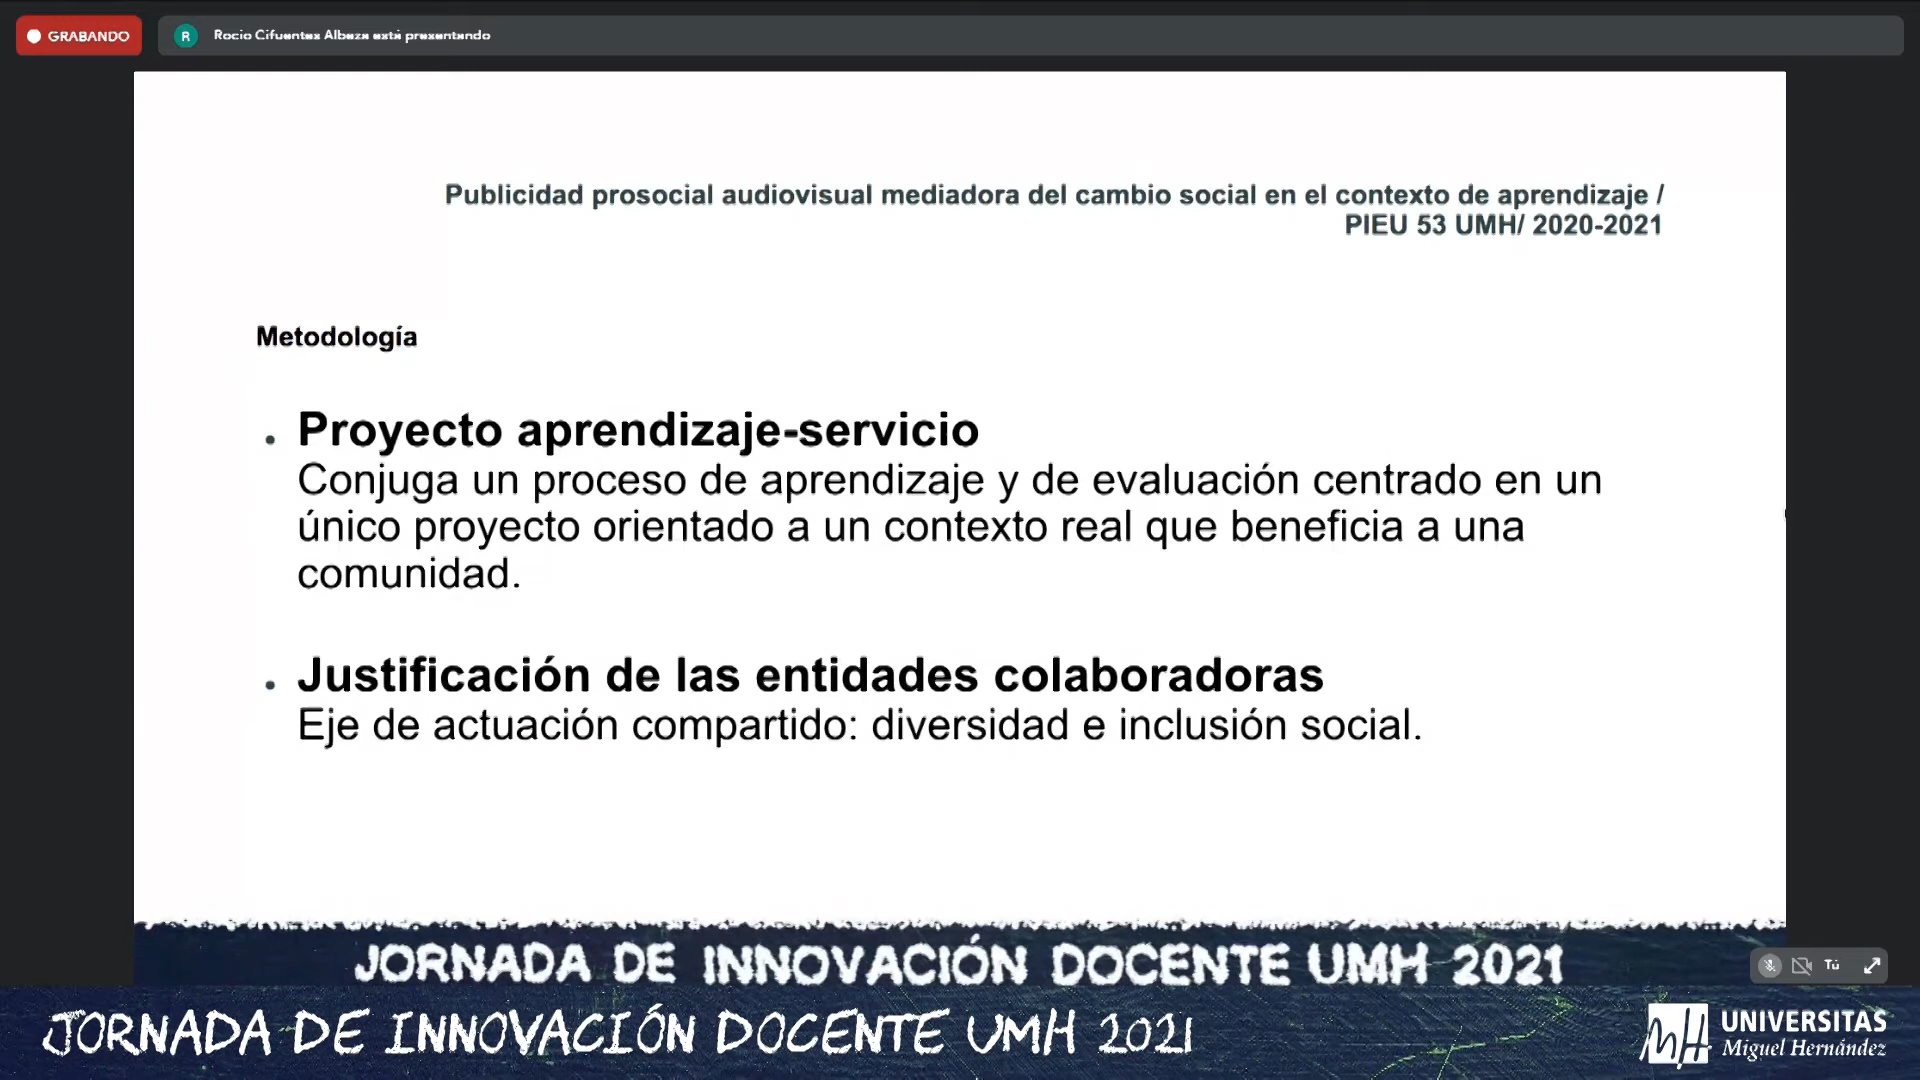 GRABANDO
R
Rocio Cifuentes Albeza está presentando
Publicidad prosocial audiovisual mediadora del cambio social en el contexto de aprendizaje /
PIEU 53 UMH/ 2020-2021
Metodología
• Proyecto aprendizaje-servicio
Conjuga un proceso de aprendizaje y de evaluación centrado en un
único proyecto orientado a un contexto real que beneficia a una
comunidad.
• Justificación de las entidades colaboradoras
Eje de actuación compartido: diversidad e inclusión social.
JORNADA DE INNOVACIÓN DOCENTE UMH 2021
Tú
JORNADA DE INNOVACIÓN DOCENTE UMH 2021
UNIVERSITAS
Miguel Hernández